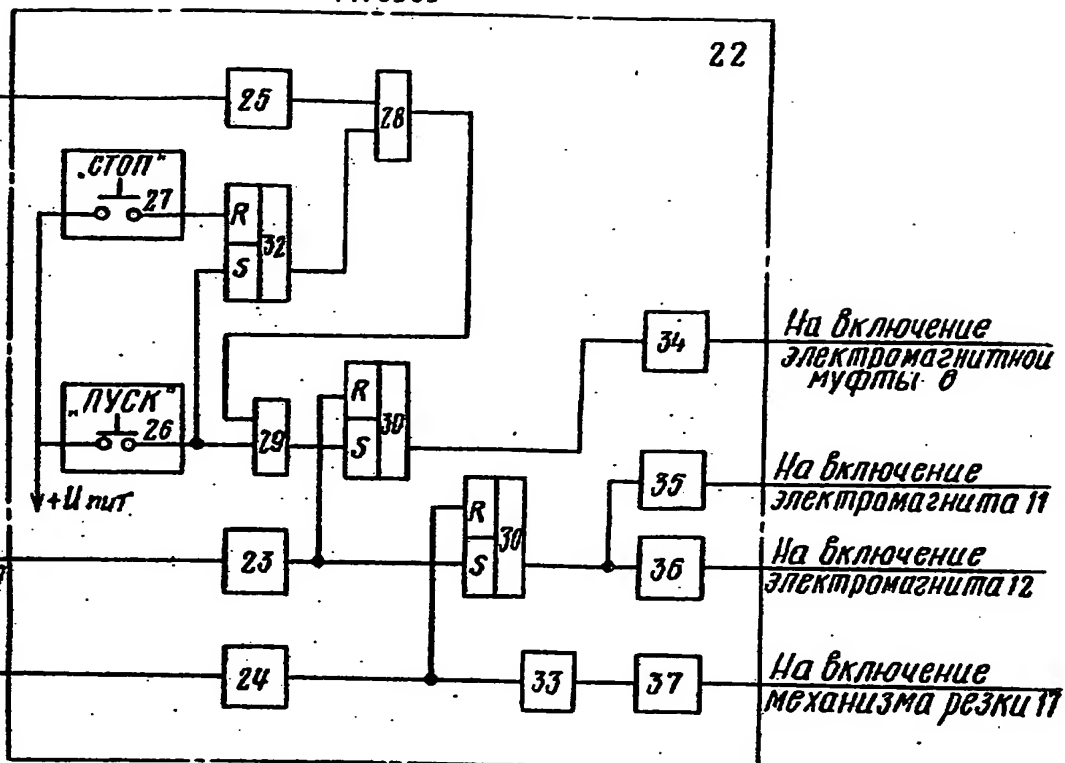 22
25
28
„СТОП"
27
R
S
32
34
На включение
электромагнитной
муфты 8
„ПУСК"
26
29
R
S
30
+U пит
35
На включение
электромагнита 11
R
S
30
23
36
На включение
электромагнита 12
24
33
37
На включение
механизма резки 17